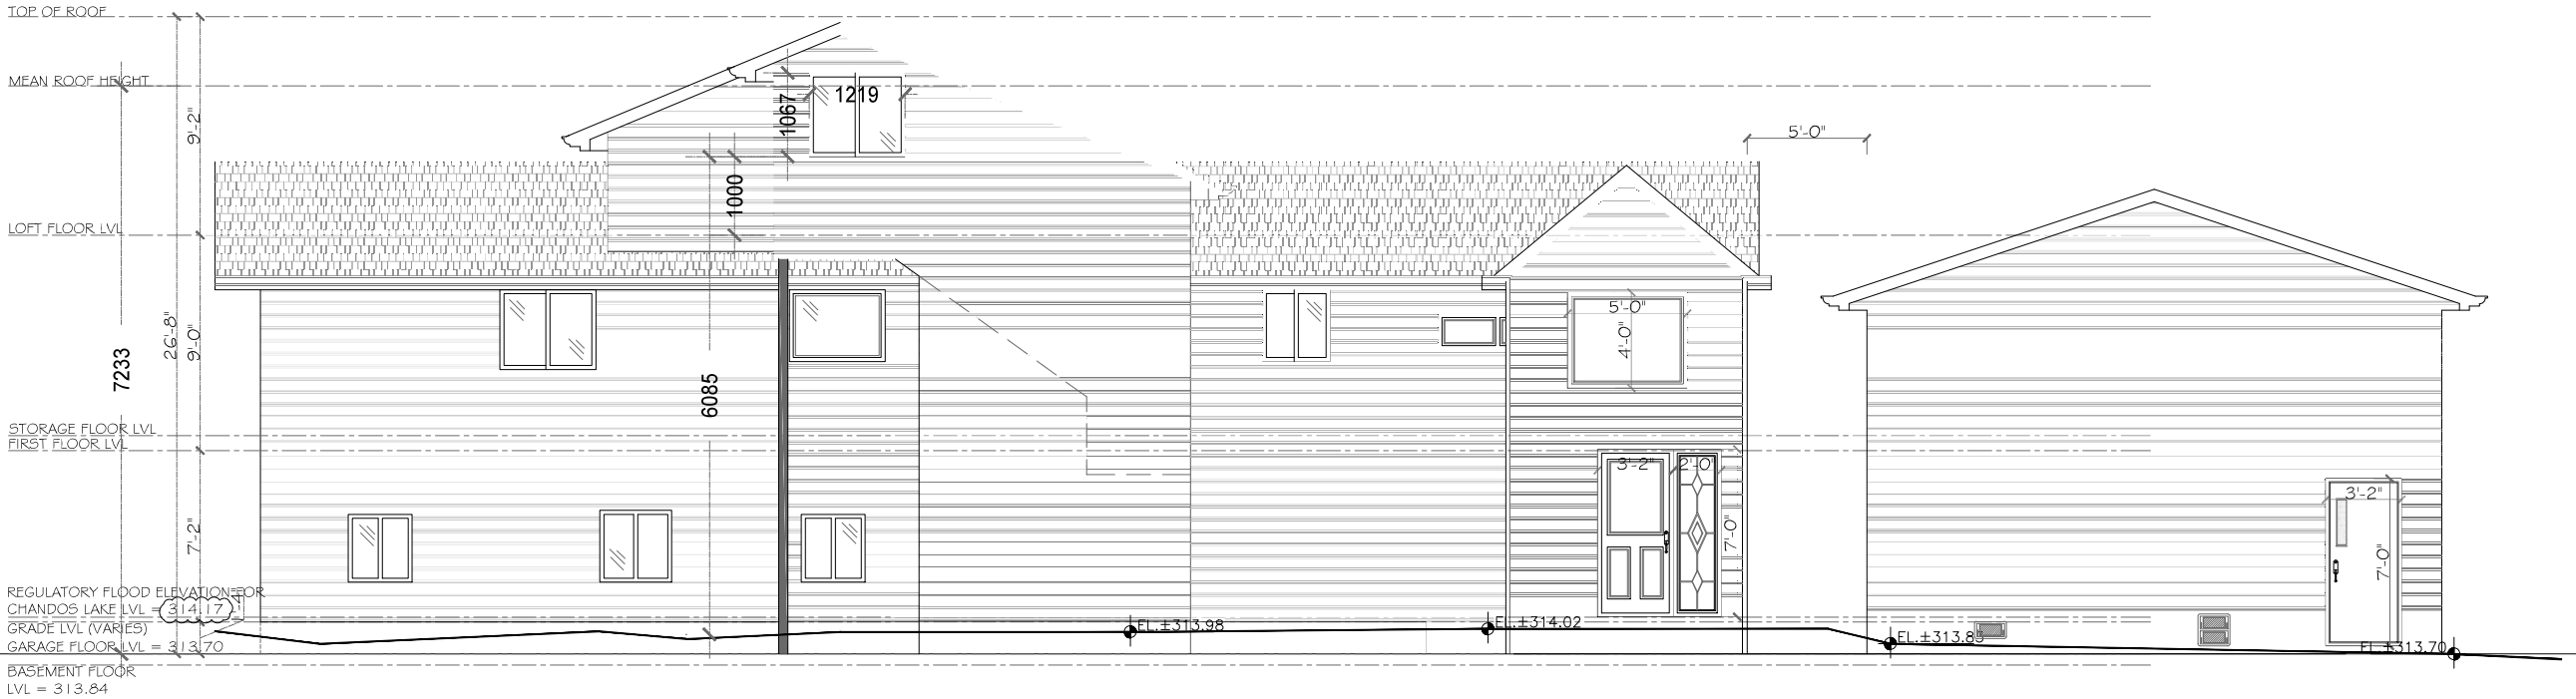 TOP OF ROOF
MEAN ROOF HEIGHT
1219
1067
9'-2"
5'-0"
1000
LOFT FLOOR LVL
5'-0"
4'-0"
26'-8"
9'-0"
7233
6085
STORAGE FLOOR LVL
FIRST FLOOR LVL
3'-2"
2'-0"
3'-2"
7'-2"
7'-0"
7'-0"
REGULATORY FLOOD ELEVATION FOR
CHANDOS LAKE LVL = 314.17
GRADE LVL (VARIES)
EL.±313.98
EL.±314.02
EL.±313.83
GARAGE FLOOR LVL = 313.70
EL.±313.70
BASEMENT FLOOR
LVL = 313.84